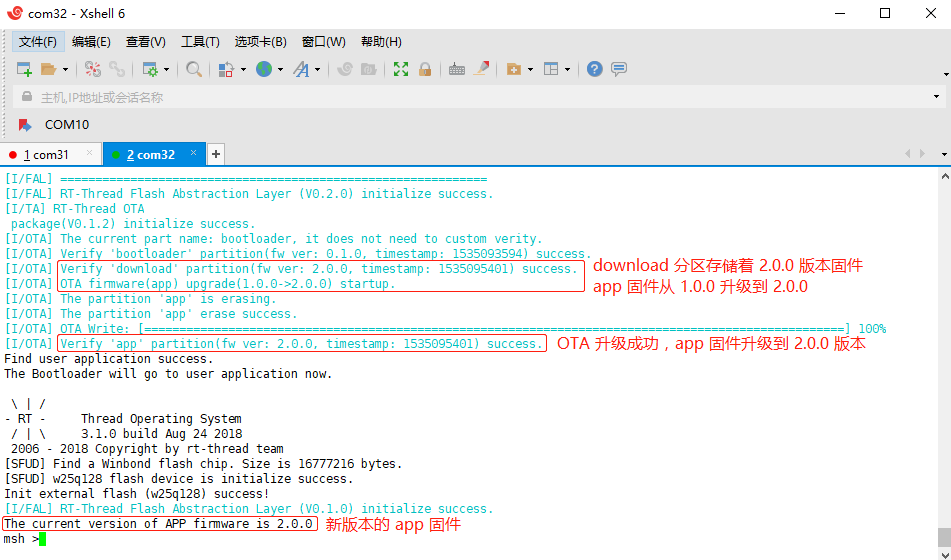 com32 - Xshell 6
文件(F) 编辑(E) 查看(V) 工具(T) 选项卡(B) 窗口(W) 帮助(H)
主机,IP地址或会话名称
COM10
1 com31 × 2 com32 × +
[I/FAL] =============================================================
[I/FAL] RT-Thread Flash Abstraction Layer (V0.2.0) initialize success.
[I/TA] RT-Thread OTA
package(V0.1.2) initialize success.
[I/OTA] The current part name: bootloader, it does not need to custom verity.
[I/OTA] Verify 'bootloader' partition(fw ver: 0.1.0, timestamp: 1535093594) success.
[I/OTA] Verify 'download' partition(fw ver: 2.0.0, timestamp: 1535095401) success. download 分区存储着 2.0.0 版本固件
[I/OTA] OTA firmware(app) upgrade(1.0.0->2.0.0) startup. app 固件从 1.0.0 升级到 2.0.0
[I/OTA] The partition 'app' is erasing.
[I/OTA] The partition 'app' erase success.
[I/OTA] OTA Write: [====================================================================================================] 100%
[I/OTA] Verify 'app' partition(fw ver: 2.0.0, timestamp: 1535095401) success. OTA 升级成功，app 固件升级到 2.0.0 版本
Find user application success.
The Bootloader will go to user application now.
\ | /
- RT - Thread Operating System
/ | \ 3.1.0 build Aug 24 2018
2006 - 2018 Copyright by rt-thread team
[SFUD] Find a Winbond flash chip. Size is 16777216 bytes.
[SFUD] w25q128 flash device is initialize success.
Init external flash (w25q128) success!
[I/FAL] RT-Thread Flash Abstraction Layer (V0.1.0) initialize success.
The current version of APP firmware is 2.0.0 新版本的 app 固件
msh >